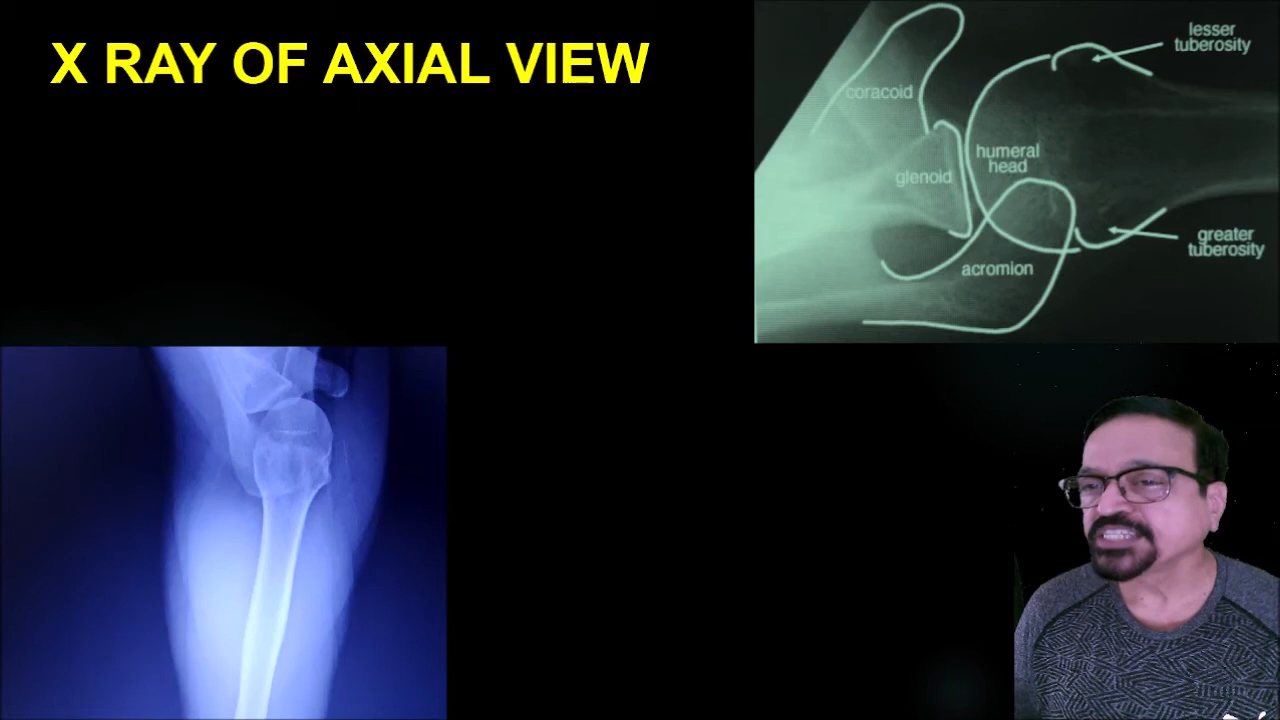 X RAY OF AXIAL VIEW
lesser
tuberosity
coracoid
humeral
head
glenoid
greater
tuberosity
acromion